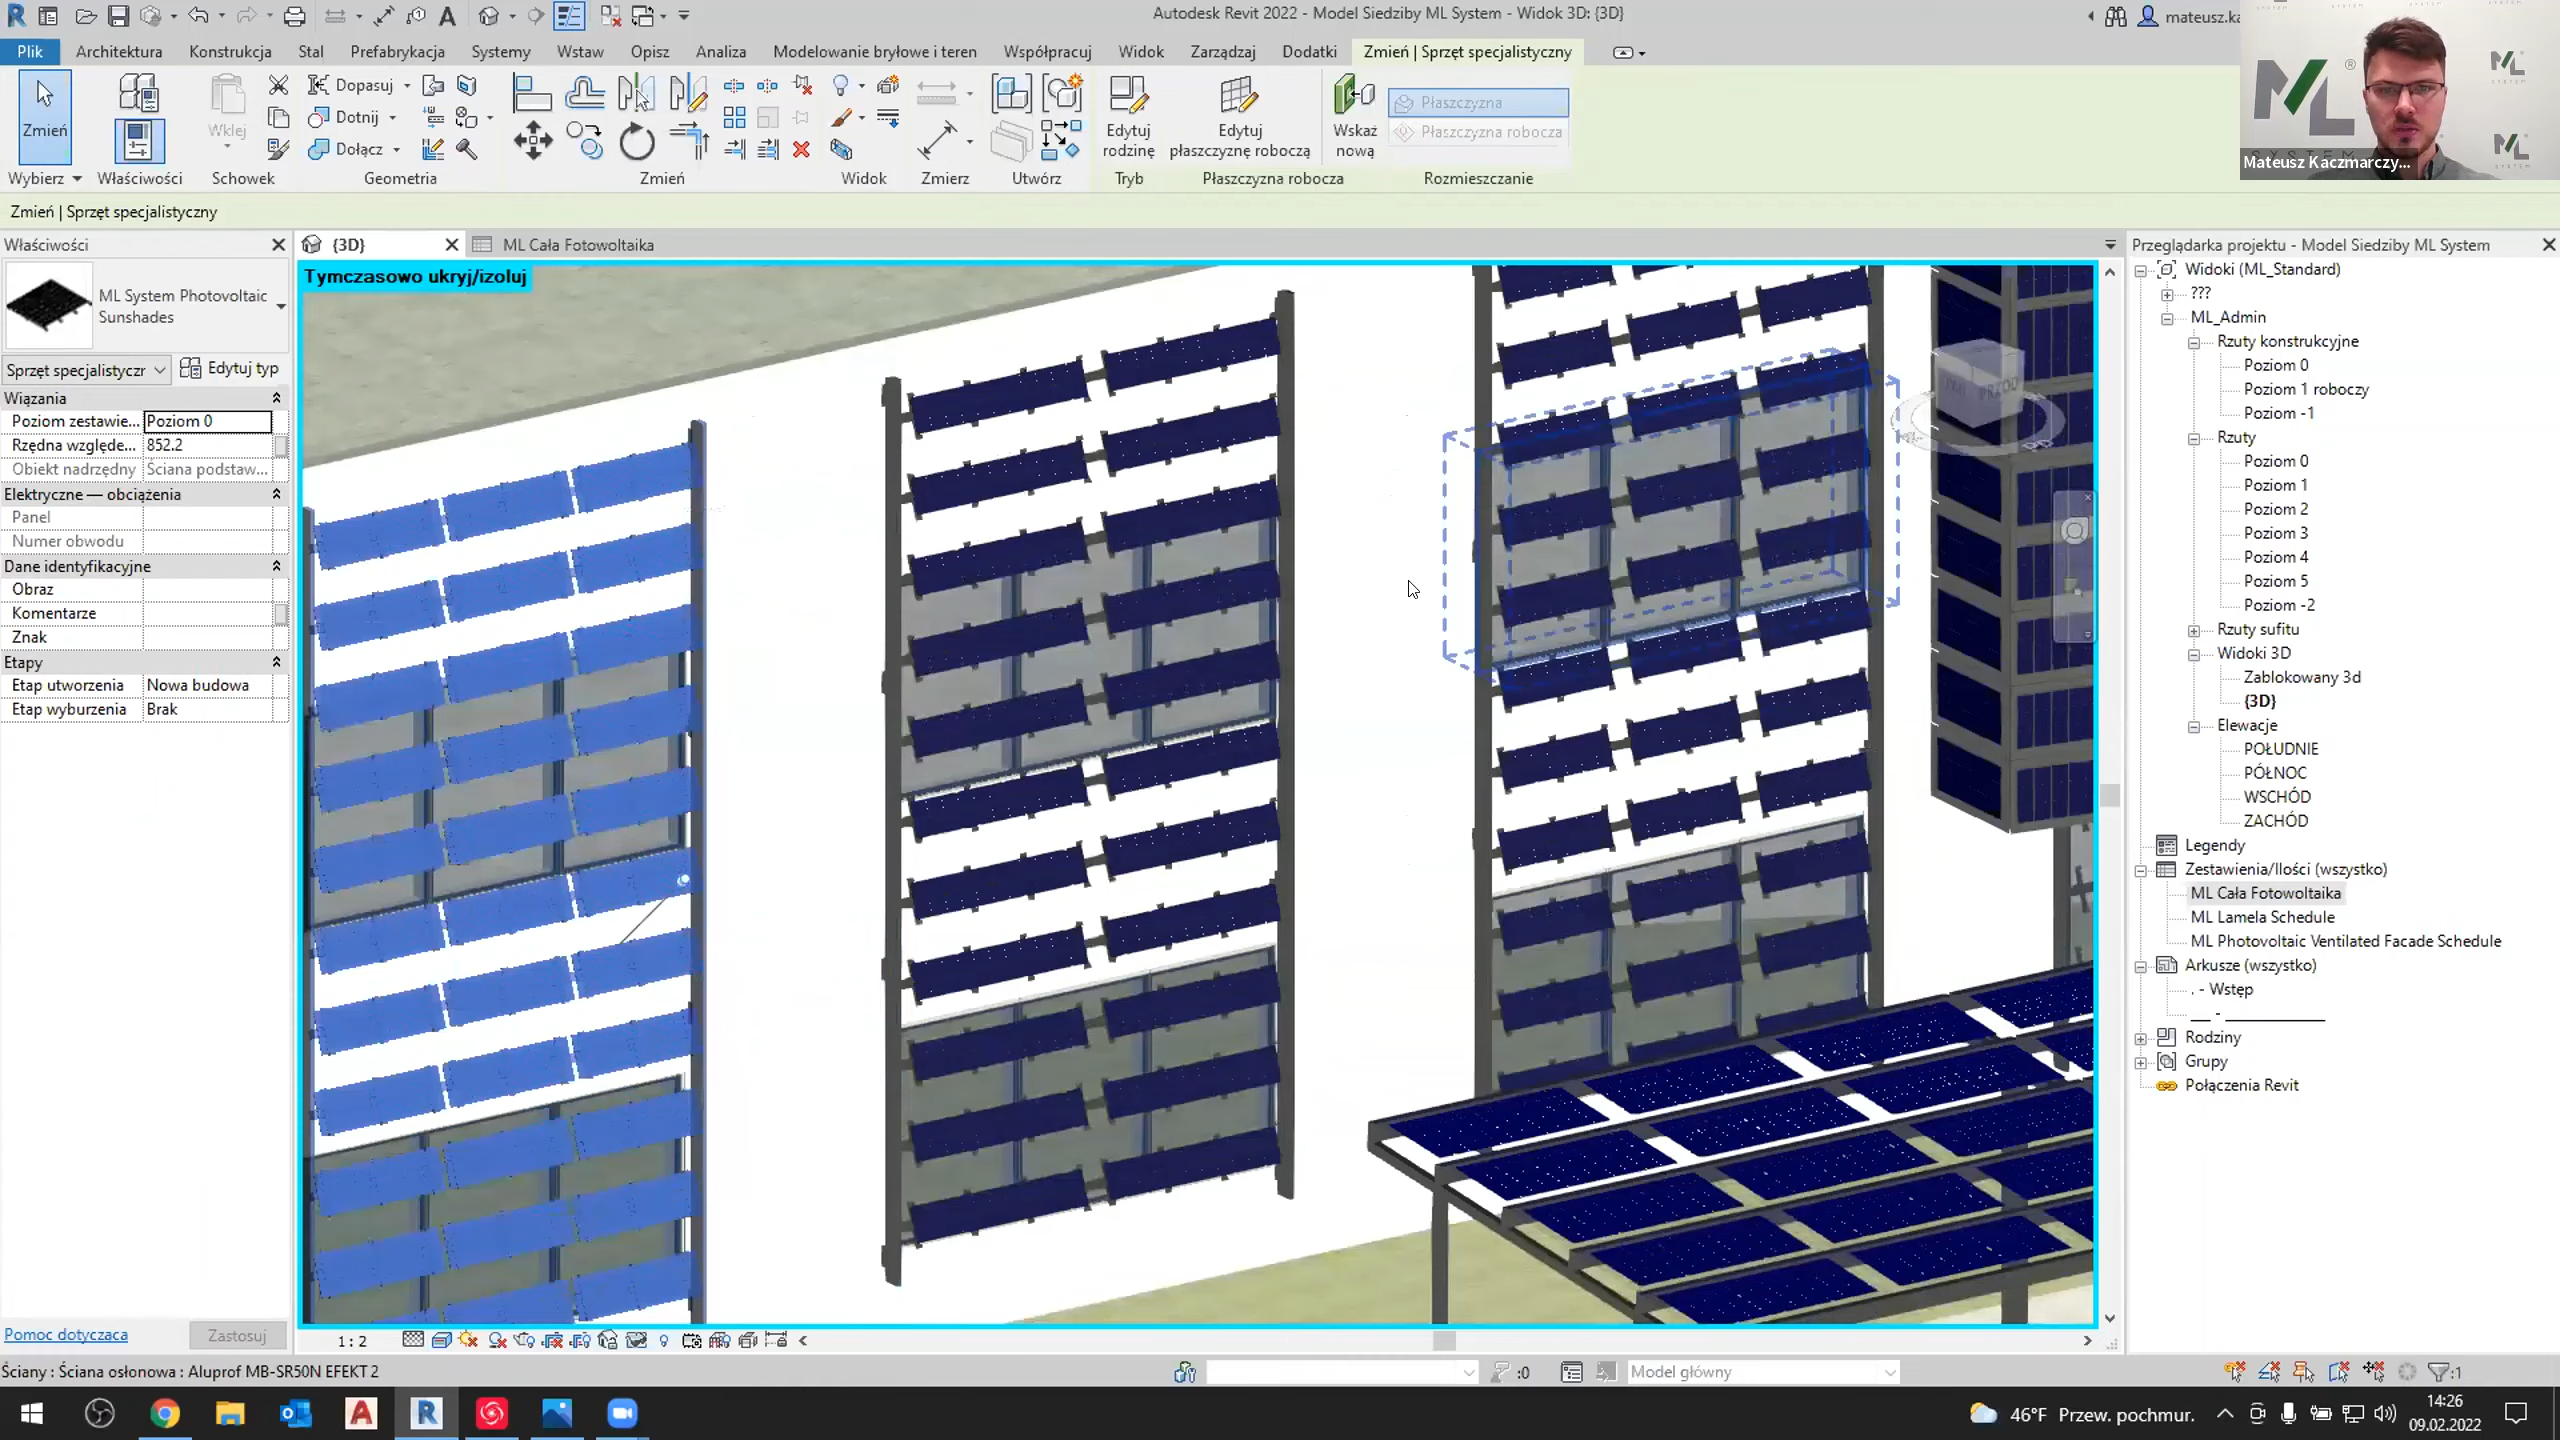 Autodesk Revit 2022 - Model Siedziby ML System - Widok 3D: {3D}
mateusz.ka
Plik
Architektura
Konstrukcja
Stal
Prefabrykacja
Systemy
Wstaw
Opisz
Analiza
Modelowanie bryłowe i teren
Współpracuj
Widok
Zarządzaj
Dodatki
Zmień | Sprzęt specjalistyczny
Zmień
Wklej
Dopasuj
Dotnij
Dołącz
Edytuj
rodzinę
Edytuj
płaszczyznę roboczą
Wskaż
nową
Płaszczyzna
Płaszczyzna robocza
Wybierz
Właściwości
Schowek
Geometria
Zmień
Widok
Zmierz
Utwórz
Tryb
Płaszczyzna robocza
Rozmieszczanie
ML
SYSTEM
Mateusz Kaczmarczy...
Zmień | Sprzęt specjalistyczny
Właściwości
{3D}
ML Cała Fotowoltaika
Przeglądarka projektu - Model Siedziby ML System
Tymczasowo ukryj/izoluj
ML System Photovoltaic
Sunshades
Sprzęt specjalistyczr
Edytuj typ
Wiązania
Poziom zestawie... Poziom 0
Rzędna względe... 852.2
Obiekt nadrzędny Ściana podstaw...
Elektryczne — obciążenia
Panel
Numer obwodu
Dane identyfikacyjne
Obraz
Komentarze
Znak
Etapy
Etap utworzenia Nowa budowa
Etap wyburzenia Brak
Pomoc dotycząca
Zastosuj
Widoki (ML_Standard)
???
ML_Admin
Rzuty konstrukcyjne
Poziom 0
Poziom 1 roboczy
Poziom -1
Rzuty
Poziom 0
Poziom 1
Poziom 2
Poziom 3
Poziom 4
Poziom 5
Poziom -2
Rzuty sufitu
Widoki 3D
Zablokowany 3d
{3D}
Elewacje
POŁUDNIE
PÓŁNOC
WSCHÓD
ZACHÓD
Legendy
Zestawienia/Ilości (wszystko)
ML Cała Fotowoltaika
ML Lamela Schedule
ML Photovoltaic Ventilated Facade Schedule
Arkusze (wszystko)
. - Wstęp
___ - ____________
Rodziny
Grupy
Połączenia Revit
1 : 2
Ściany : Ściana osłonowa : Aluprof MB-SR50N EFEKT 2
:0
Model główny
:1
46°F Przew. pochmur.
14:26
09.02.2022